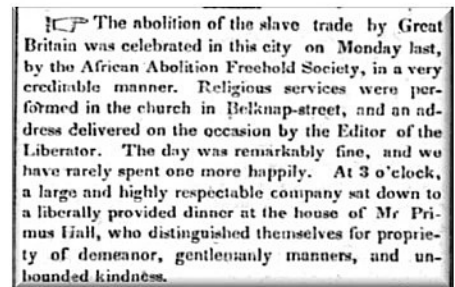 ☞ The abolition of the slave trade by Great
Britain was celebrated in this city on Monday last,
by the African Abolition Freehold Society, in a very
creditable manner. Religious services were per-
formed in the church in Belknap-street, and an ad-
dress delivered on the occasion by the Editor of the
Liberator. The day was remarkably fine, and we
have rarely spent one more happily. At 3 o'clock,
a large and highly respectable company sat down to
a liberally provided dinner at the house of Mr Pri-
mus Hall, who distinguished themselves for proprie-
ty of demeanor, gentlemanly manners, and un-
bounded kindness.